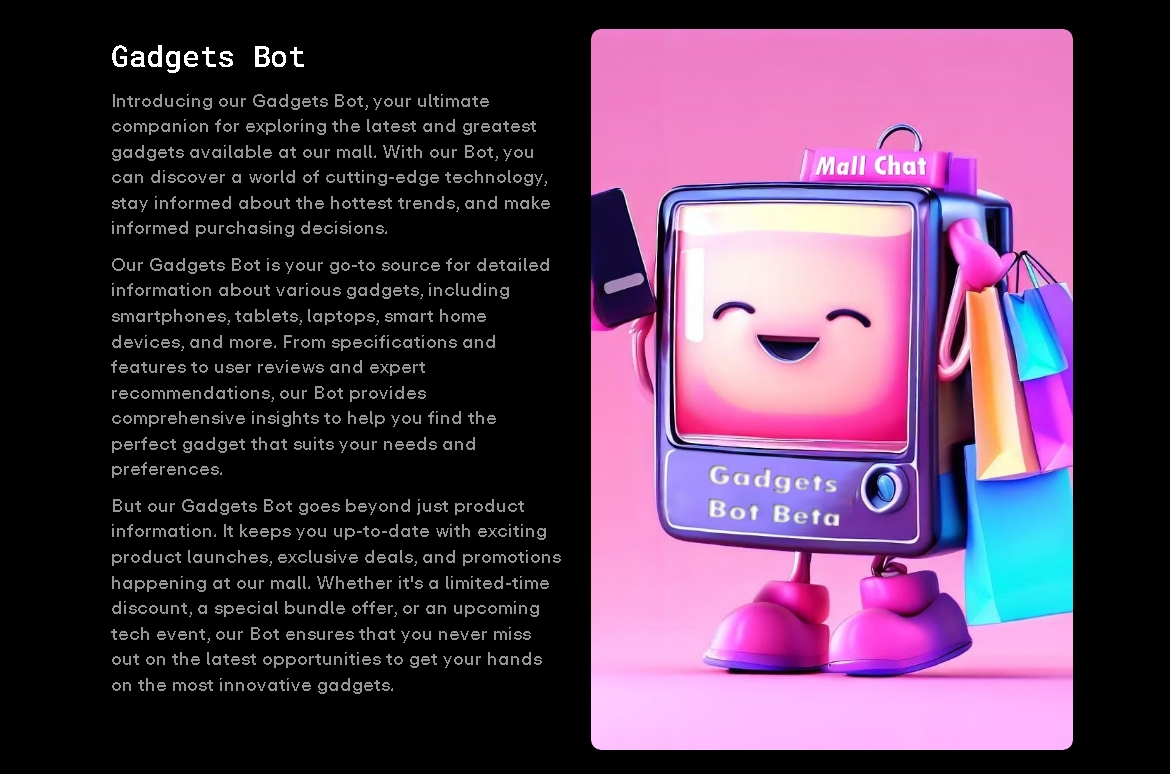 Gadgets Bot
Introducing our Gadgets Bot, your ultimate
companion for exploring the latest and greatest
gadgets available at our mall. With our Bot, you
can discover a world of cutting-edge technology,
stay informed about the hottest trends, and make
informed purchasing decisions.
Our Gadgets Bot is your go-to source for detailed
information about various gadgets, including
smartphones, tablets, laptops, smart home
devices, and more. From specifications and
features to user reviews and expert
recommendations, our Bot provides
comprehensive insights to help you find the
perfect gadget that suits your needs and
preferences.
But our Gadgets Bot goes beyond just product
information. It keeps you up-to-date with exciting
product launches, exclusive deals, and promotions
happening at our mall. Whether it's a limited-time
discount, a special bundle offer, or an upcoming
tech event, our Bot ensures that you never miss
out on the latest opportunities to get your hands
on the most innovative gadgets.
Mall Chat
Gadgets
Bot Beta